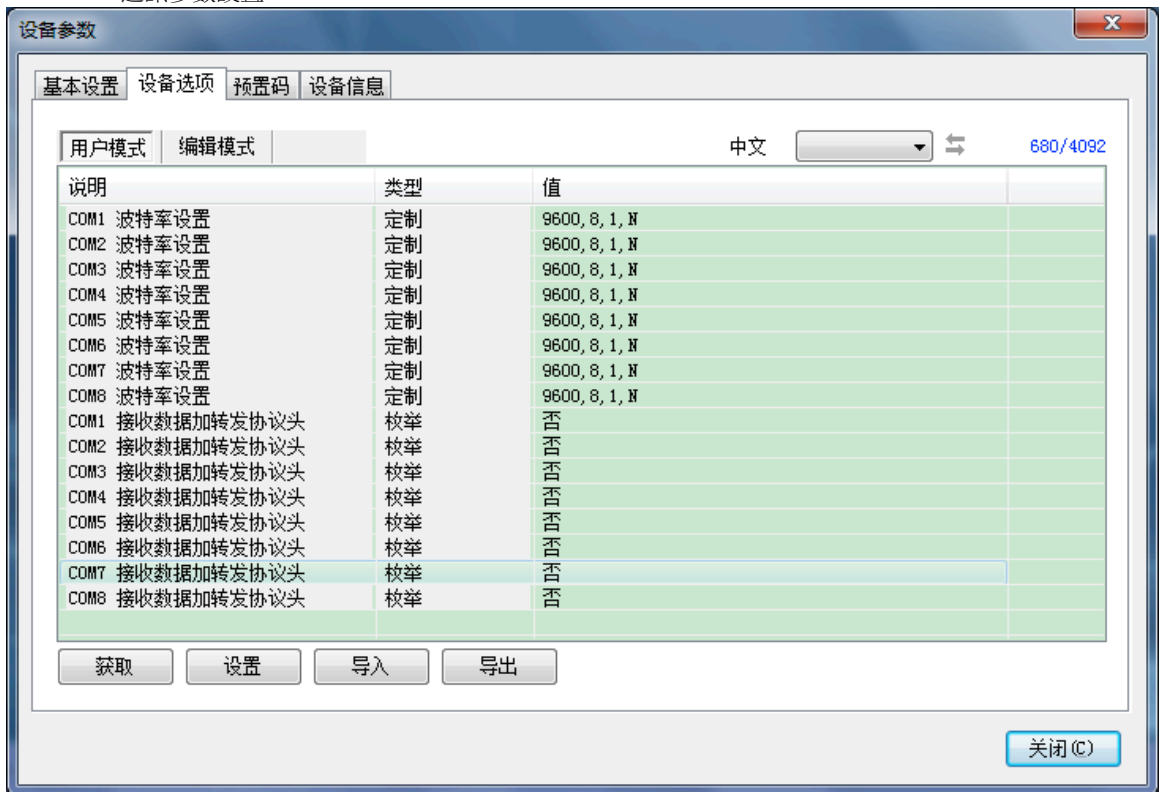 设备参数
基本设置 设备选项 预置码 设备信息
用户模式 编辑模式 中文 680/4092
说明 类型 值
COM1 波特率设置 定制 9600,8,1,N
COM2 波特率设置 定制 9600,8,1,N
COM3 波特率设置 定制 9600,8,1,N
COM4 波特率设置 定制 9600,8,1,N
COM5 波特率设置 定制 9600,8,1,N
COM6 波特率设置 定制 9600,8,1,N
COM7 波特率设置 定制 9600,8,1,N
COM8 波特率设置 定制 9600,8,1,N
COM1 接收数据加转发协议头 枚举 否
COM2 接收数据加转发协议头 枚举 否
COM3 接收数据加转发协议头 枚举 否
COM4 接收数据加转发协议头 枚举 否
COM5 接收数据加转发协议头 枚举 否
COM6 接收数据加转发协议头 枚举 否
COM7 接收数据加转发协议头 枚举 否
COM8 接收数据加转发协议头 枚举 否
获取 设置 导入 导出
关闭(C)